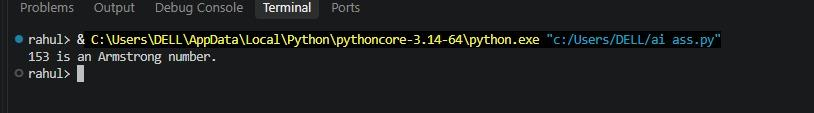 Problems Output Debug Console Terminal Ports
rahul> & C:\Users\DELL\AppData\Local\Python\pythoncore-3.14-64\python.exe "c:/Users/DELL/ai ass.py"
153 is an Armstrong number.
rahul>